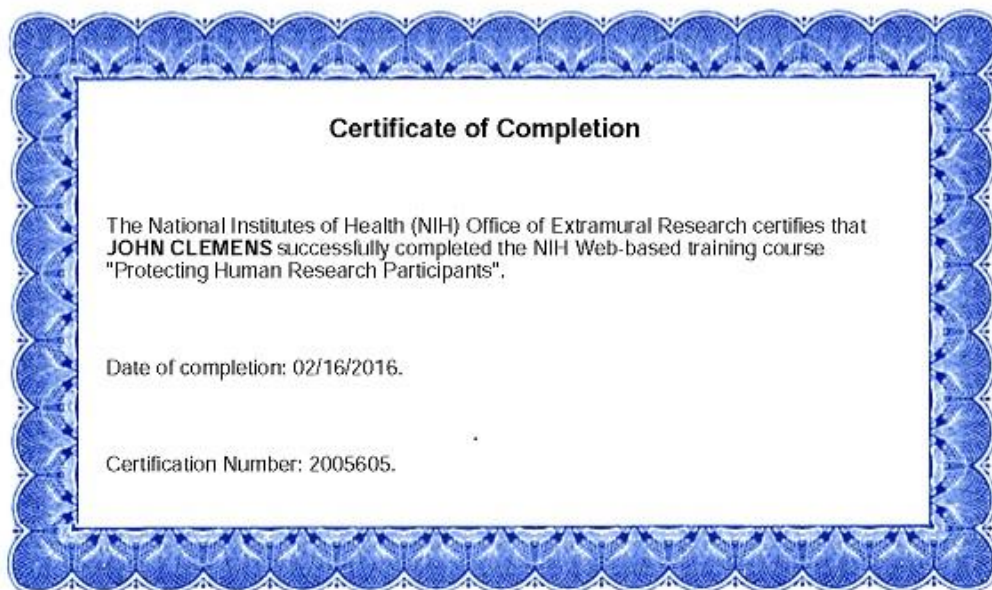 Certificate of Completion
The National Institutes of Health (NIH) Office of Extramural Research certifies that
JOHN CLEMENS successfully completed the NIH Web-based training course
"Protecting Human Research Participants".
Date of completion: 02/16/2016.
Certification Number: 2005605.